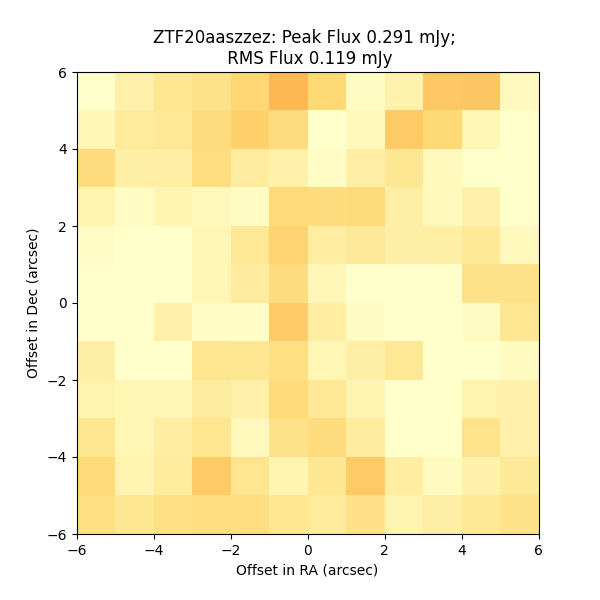 ZTF20aaszzez: Peak Flux 0.291 mJy;
RMS Flux 0.119 mJy
6
4
2
0
−2
−4
−6
Offset in Dec (arcsec)
−6 −4 −2 0 2 4 6
Offset in RA (arcsec)